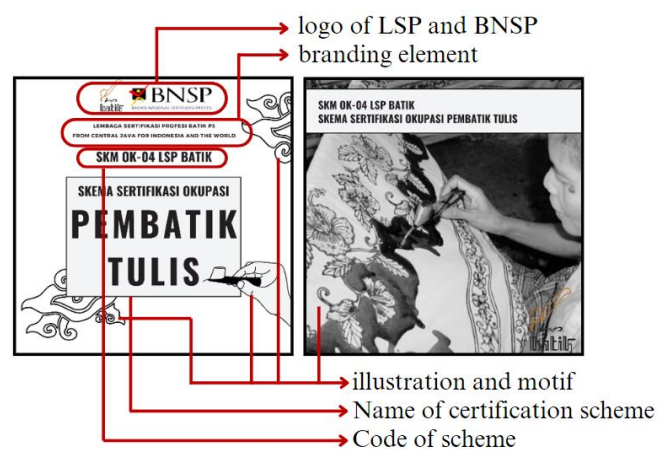 logo of LSP and BNSP
branding element
batik
BNSP
BADAN NASIONAL SERTIFIKASI PROFESI
LEMBAGA SERTIFIKASI PROFESI BATIK P3
FROM CENTRAL JAVA FOR INDONESIA AND THE WORLD
SKM OK-04 LSP BATIK
SKEMA SERTIFIKASI OKUPASI
PEMBATIK
TULIS
SKM OK-04 LSP BATIK
SKEMA SERTIFIKASI OKUPASI PEMBATIK TULIS
batik
illustration and motif
Name of certification scheme
Code of scheme